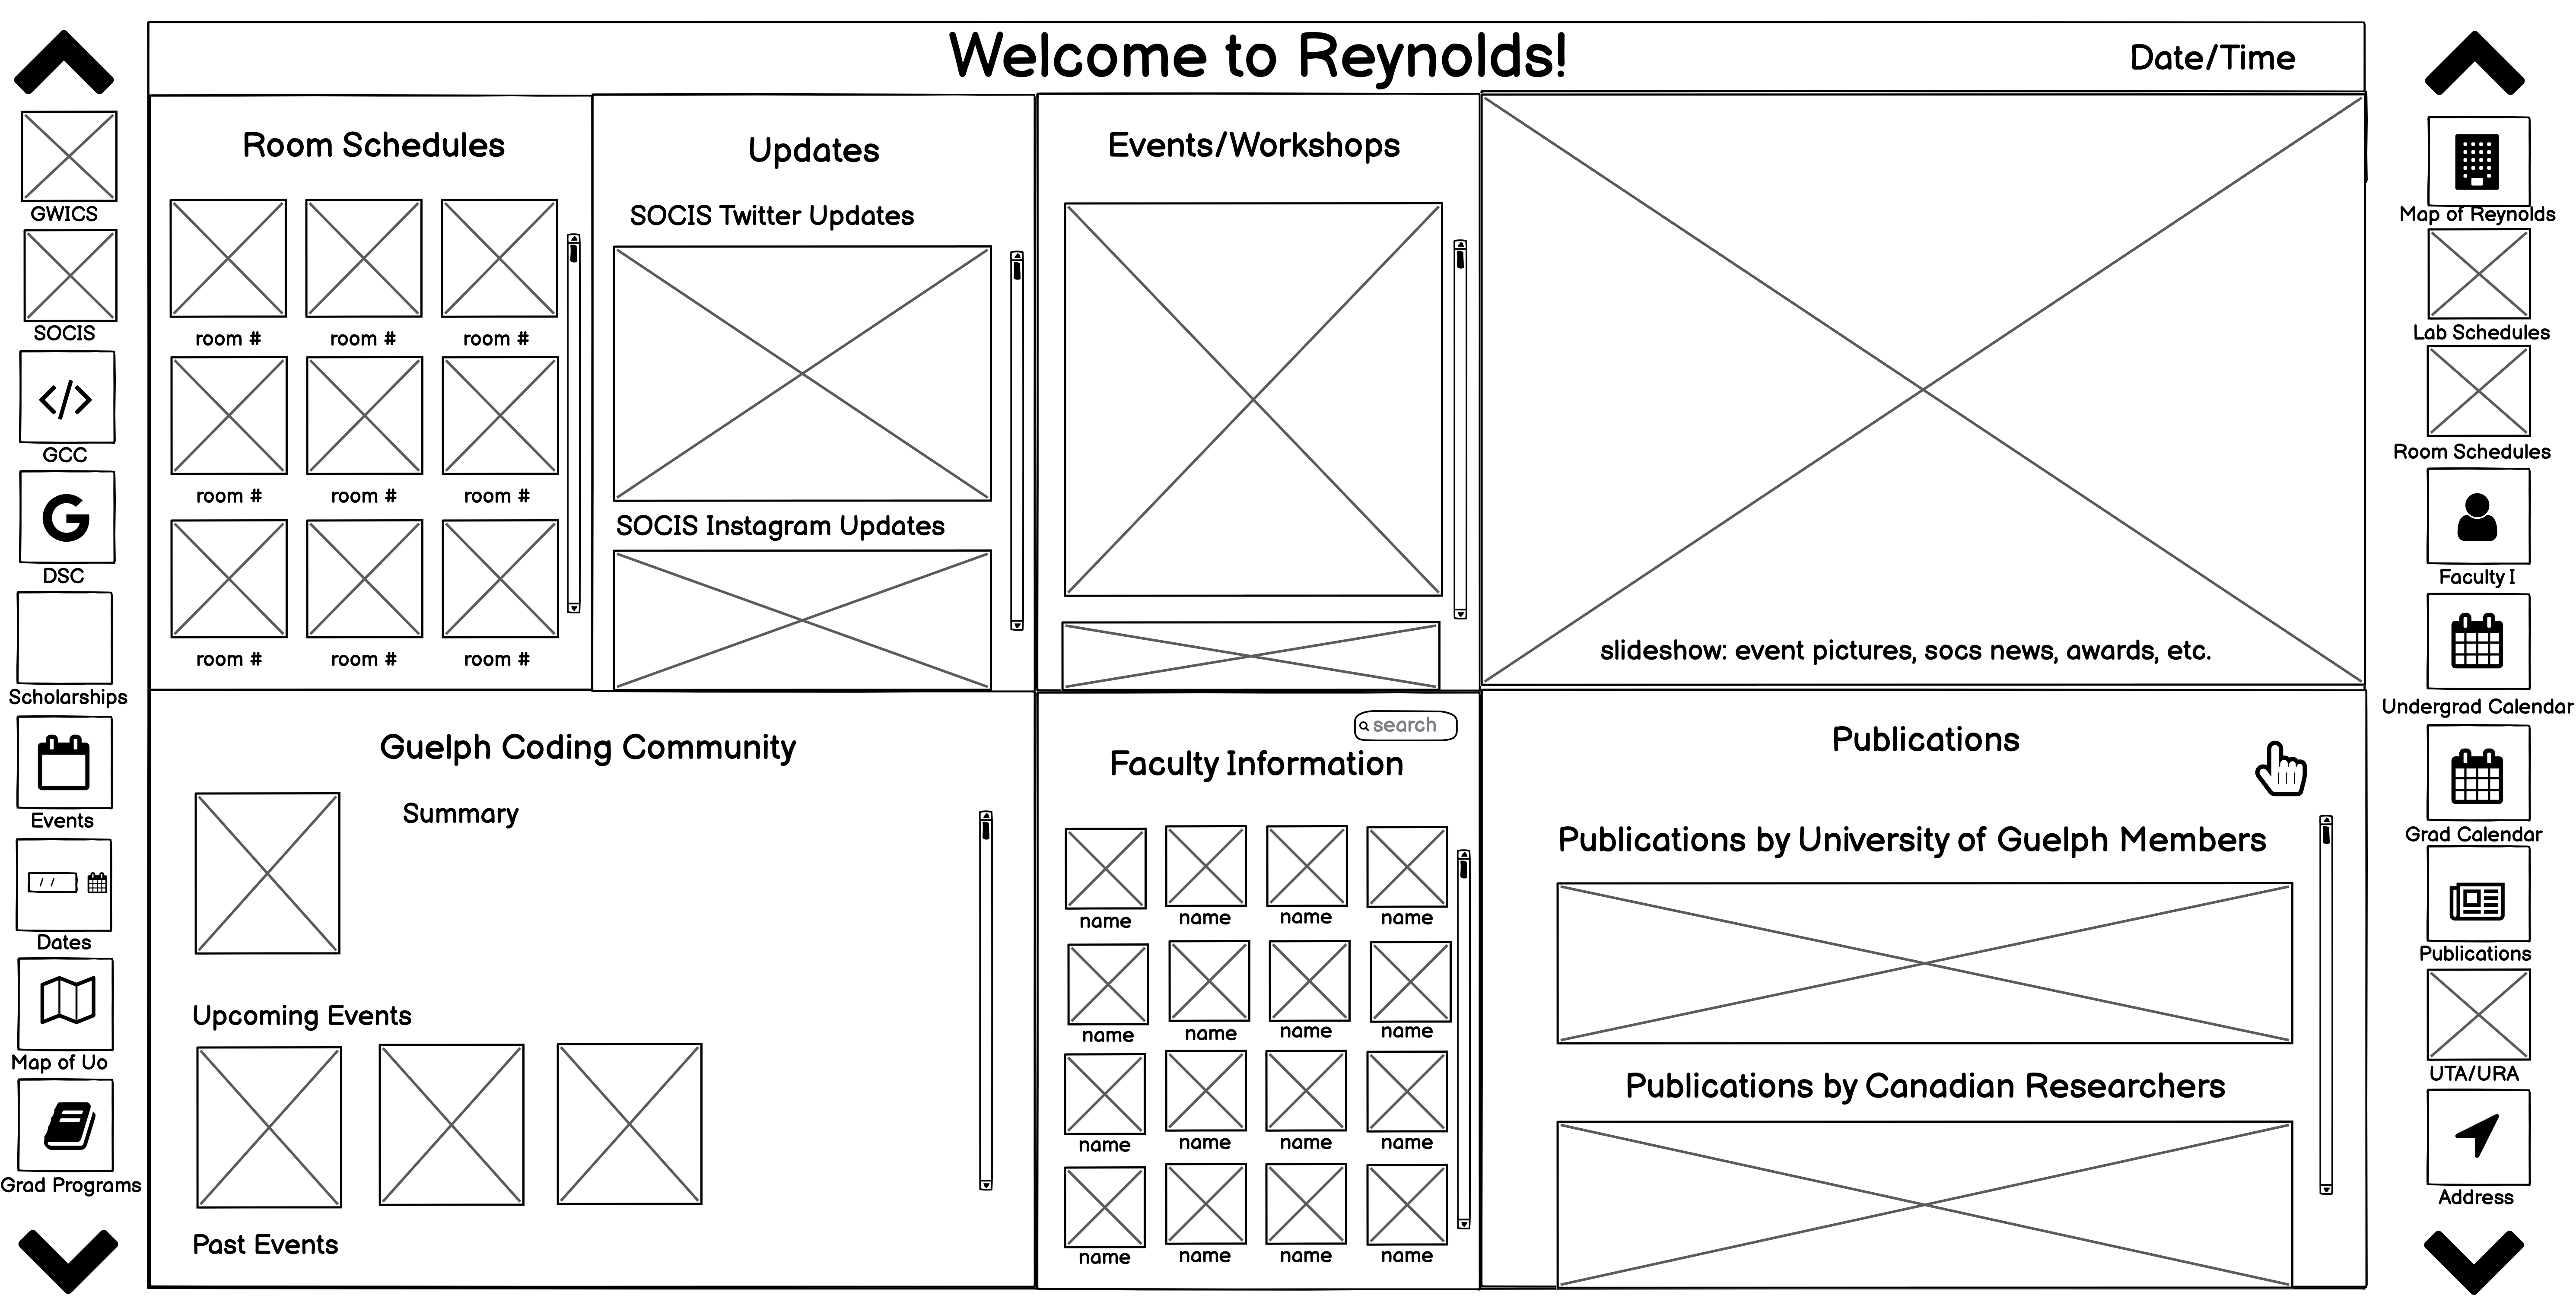 Welcome to Reynolds!
Date/Time
GWICS
SOCIS
GCC
DSC
Scholarships
Events
Dates
Map of Uo
Grad Programs
Room Schedules
room # room # room #
room # room # room #
room # room # room #
Updates
SOCIS Twitter Updates
SOCIS Instagram Updates
Events/Workshops
slideshow: event pictures, socs news, awards, etc.
Guelph Coding Community
Summary
Upcoming Events
Past Events
search
Faculty Information
name name name name
name name name name
name name name name
name name name name
Publications
Publications by University of Guelph Members
Publications by Canadian Researchers
Map of Reynolds
Lab Schedules
Room Schedules
Faculty I
Undergrad Calendar
Grad Calendar
Publications
UTA/URA
Address